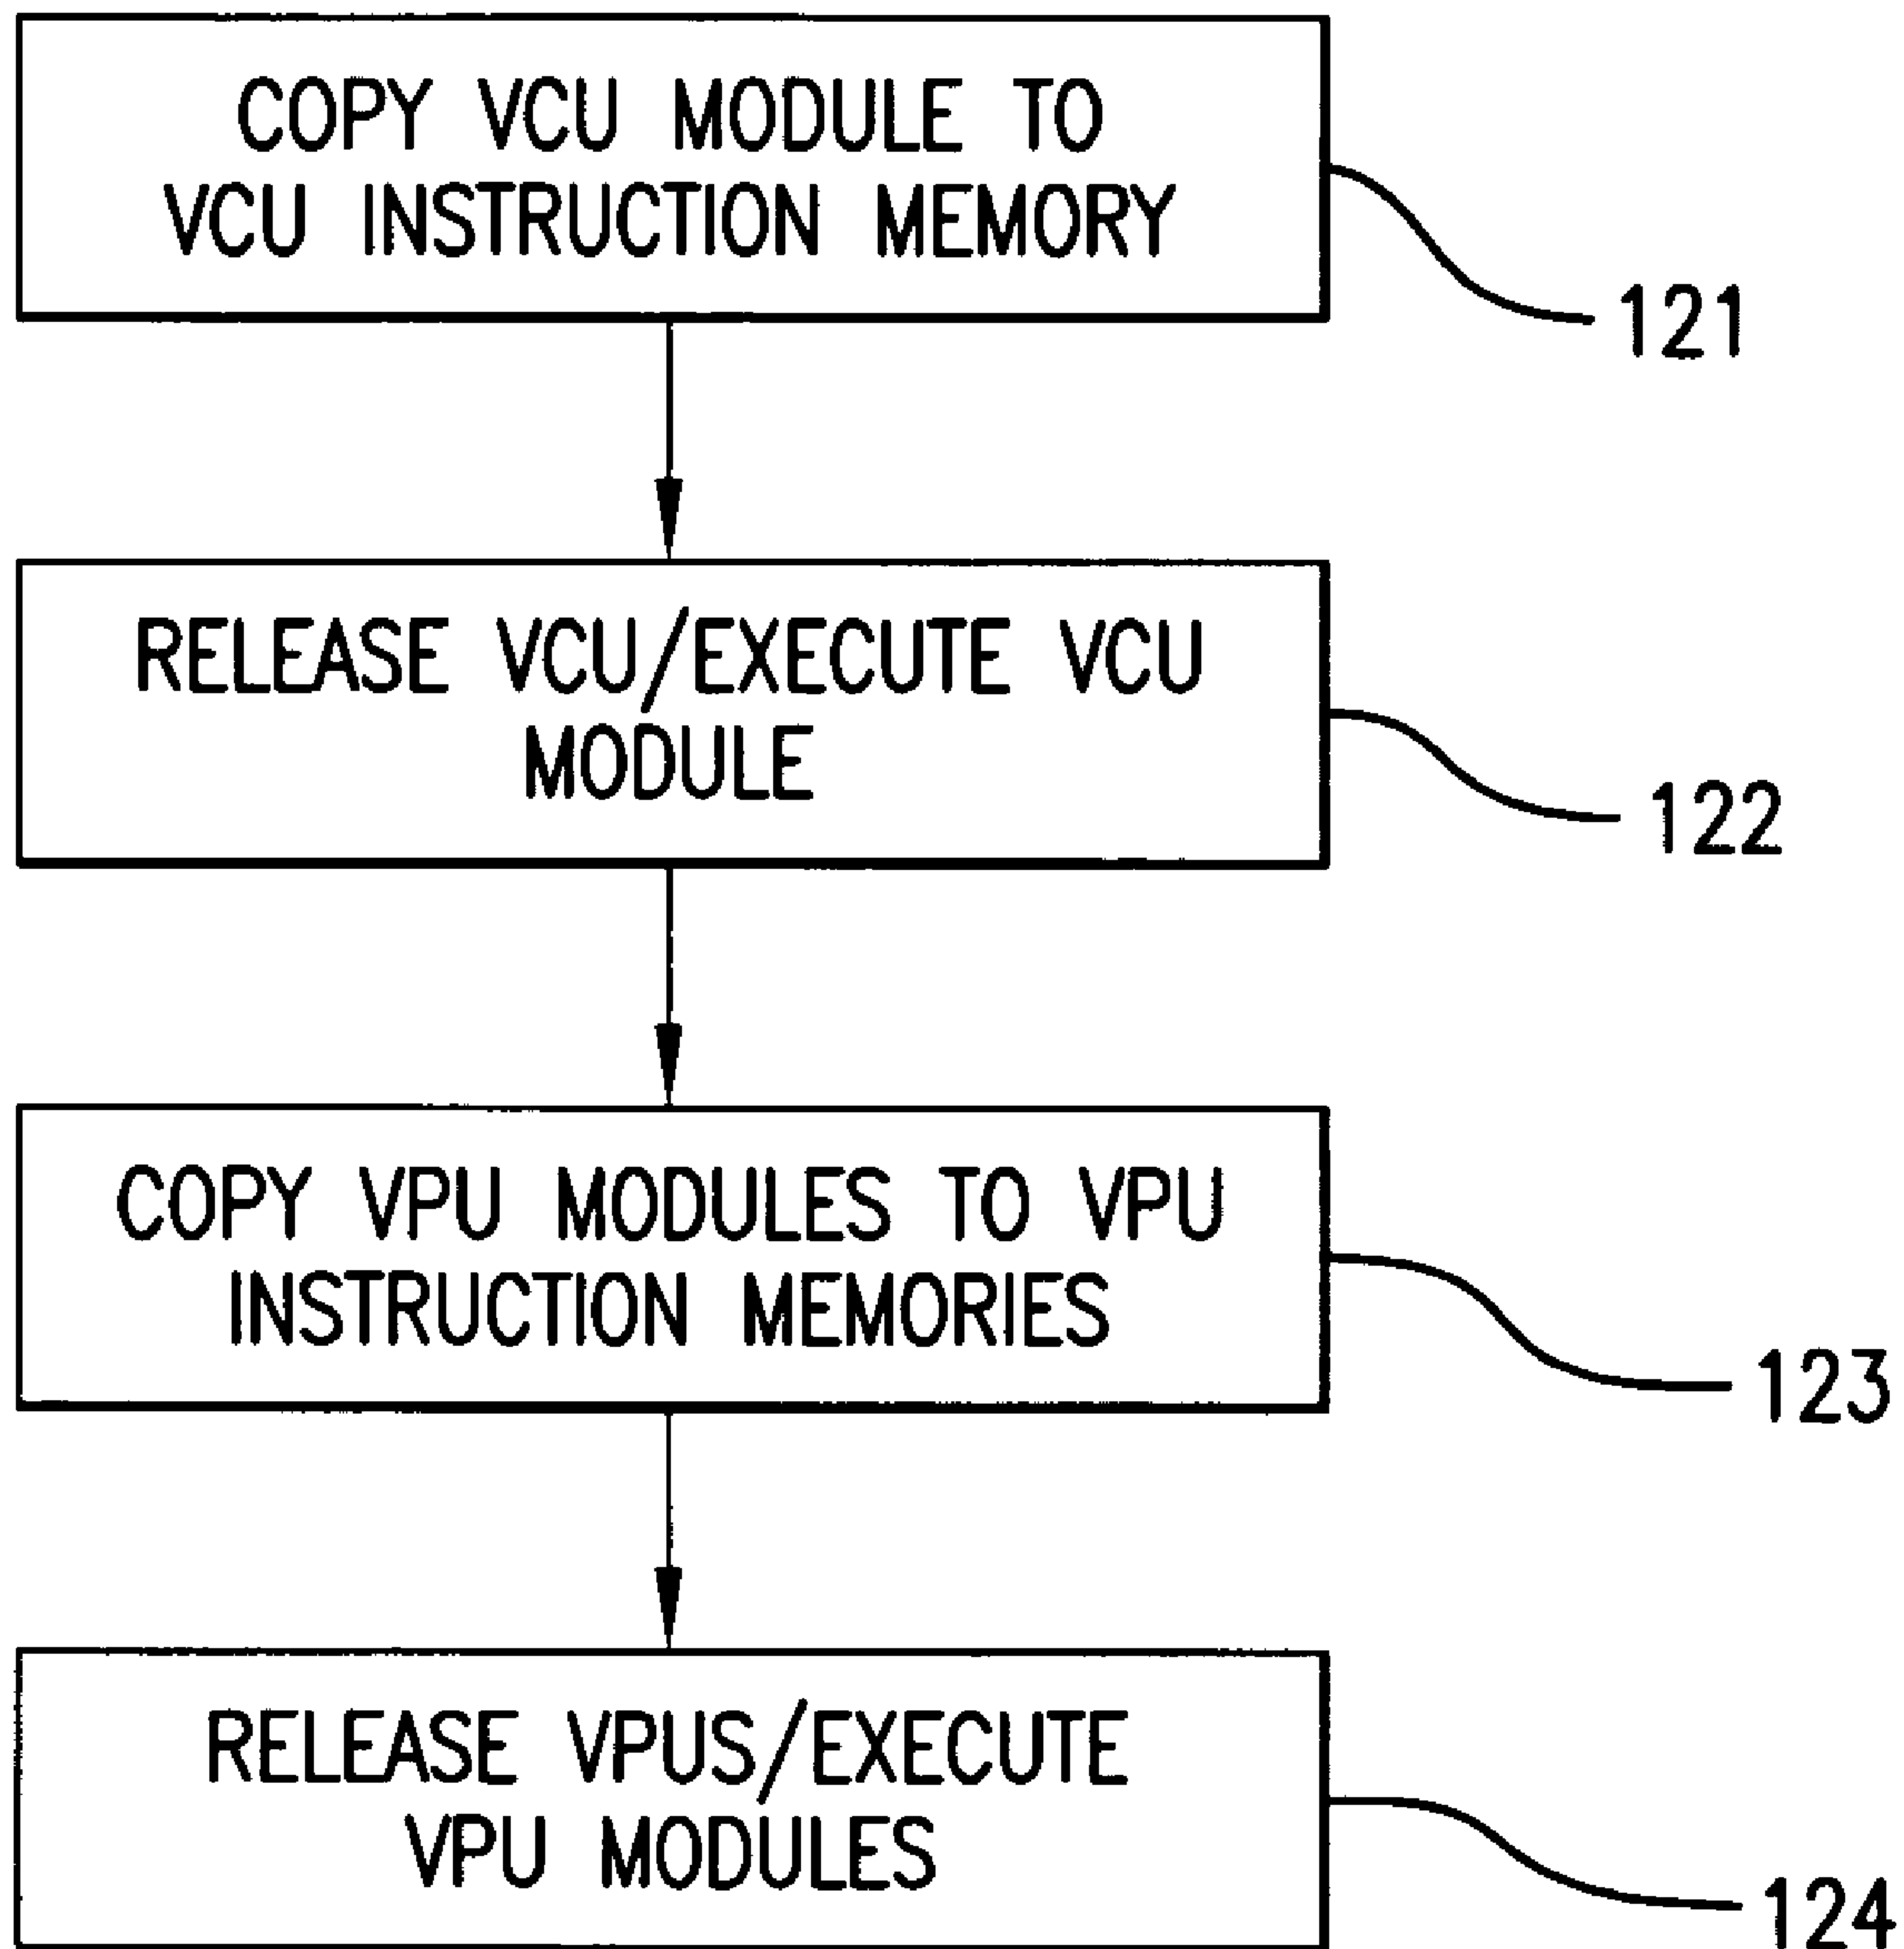 COPY VCU MODULE TO
VCU INSTRUCTION MEMORY
121
RELEASE VCU/EXECUTE VCU
MODULE
122
COPY VPU MODULES TO VPU
INSTRUCTION MEMORIES
123
RELEASE VPUS/EXECUTE
VPU MODULES
124